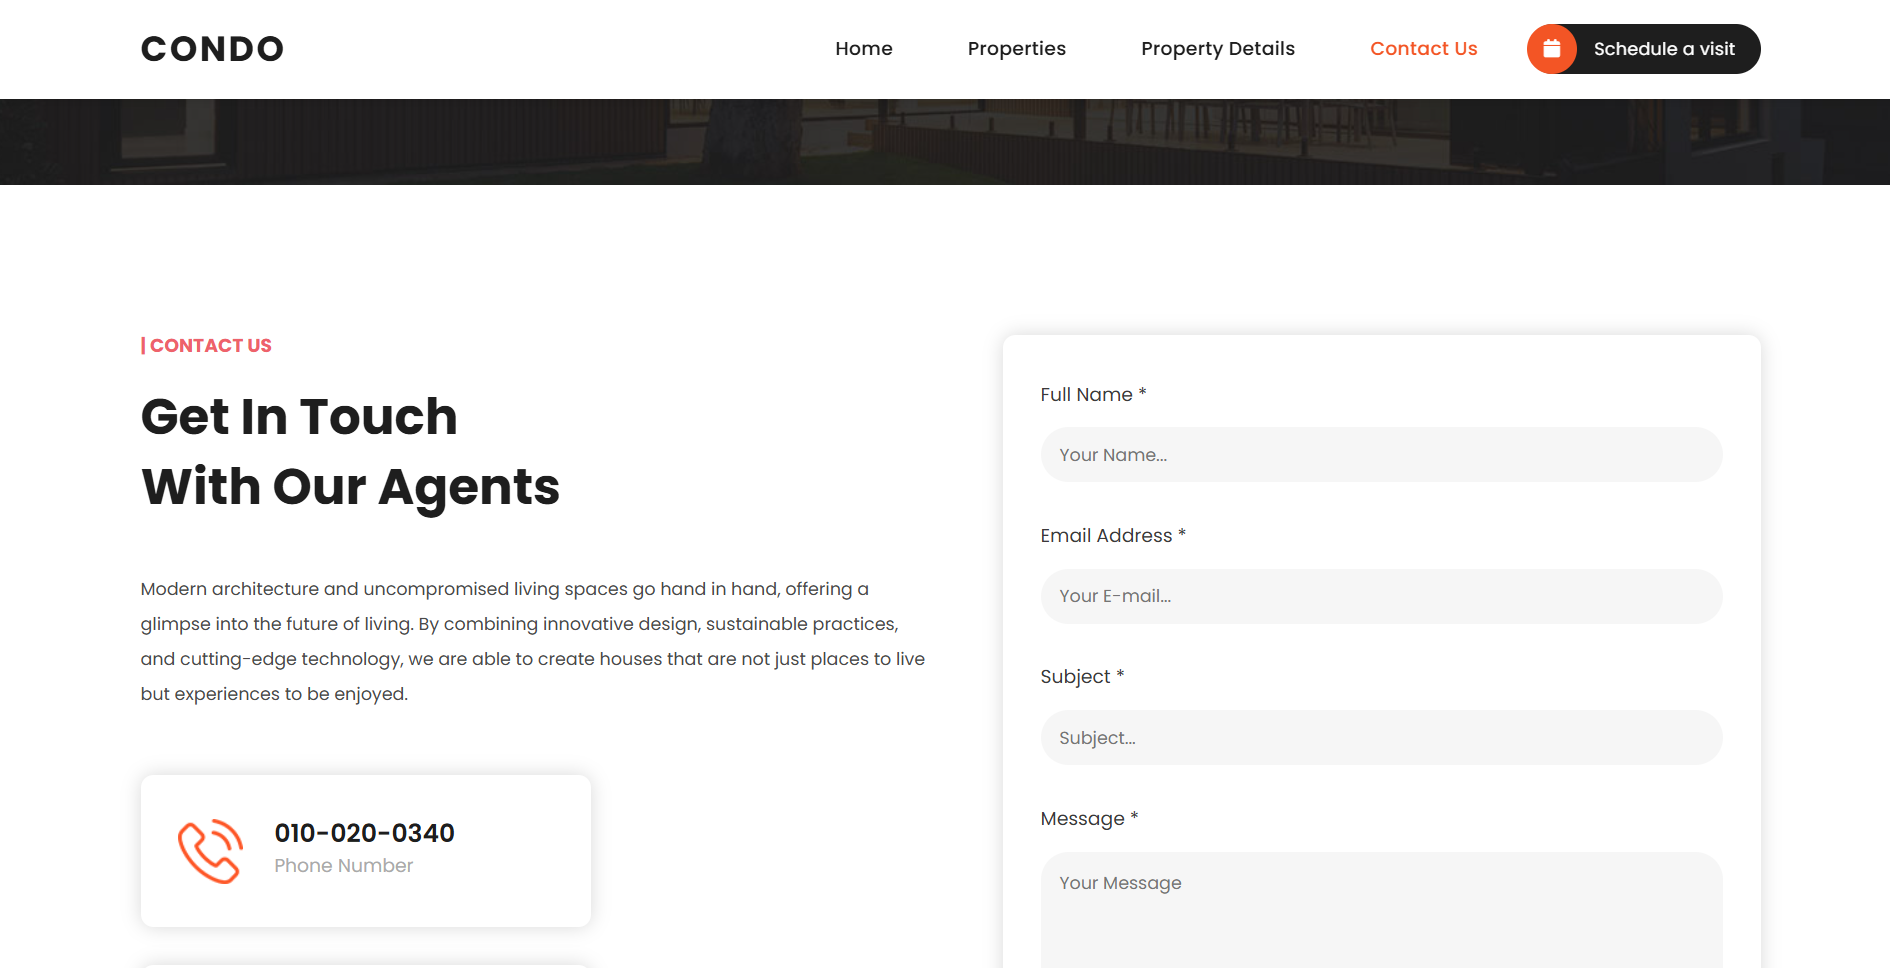 CONDO
Home
Properties
Property Details
Contact Us
Schedule a visit
| CONTACT US
Get In Touch
With Our Agents
Modern architecture and uncompromised living spaces go hand in hand, offering a
glimpse into the future of living. By combining innovative design, sustainable practices,
and cutting-edge technology, we are able to create houses that are not just places to live
but experiences to be enjoyed.
010-020-0340
Phone Number
Full Name *
Your Name...
Email Address *
Your E-mail...
Subject *
Subject...
Message *
Your Message